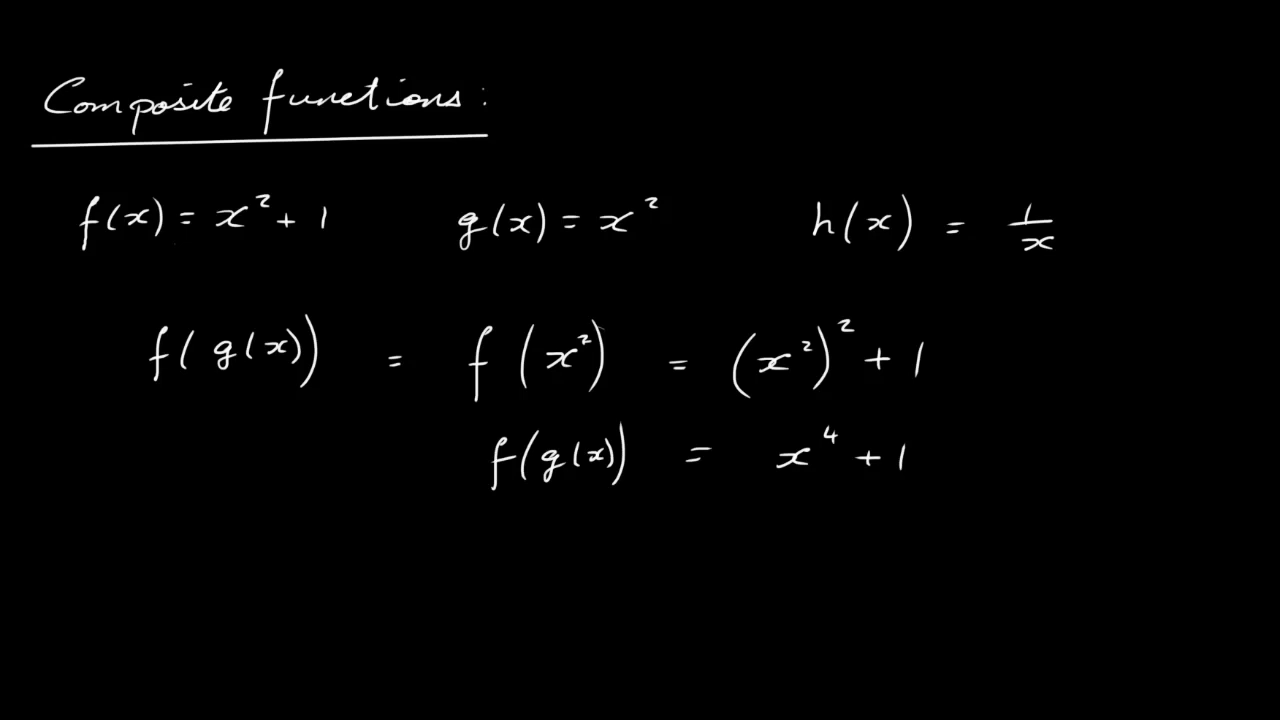 Composite functions:
f(x) = x² + 1 g(x) = x² h(x) = 1/x
f(g(x)) = f(x²) = (x²)² + 1
f(g(x)) = x⁴ + 1